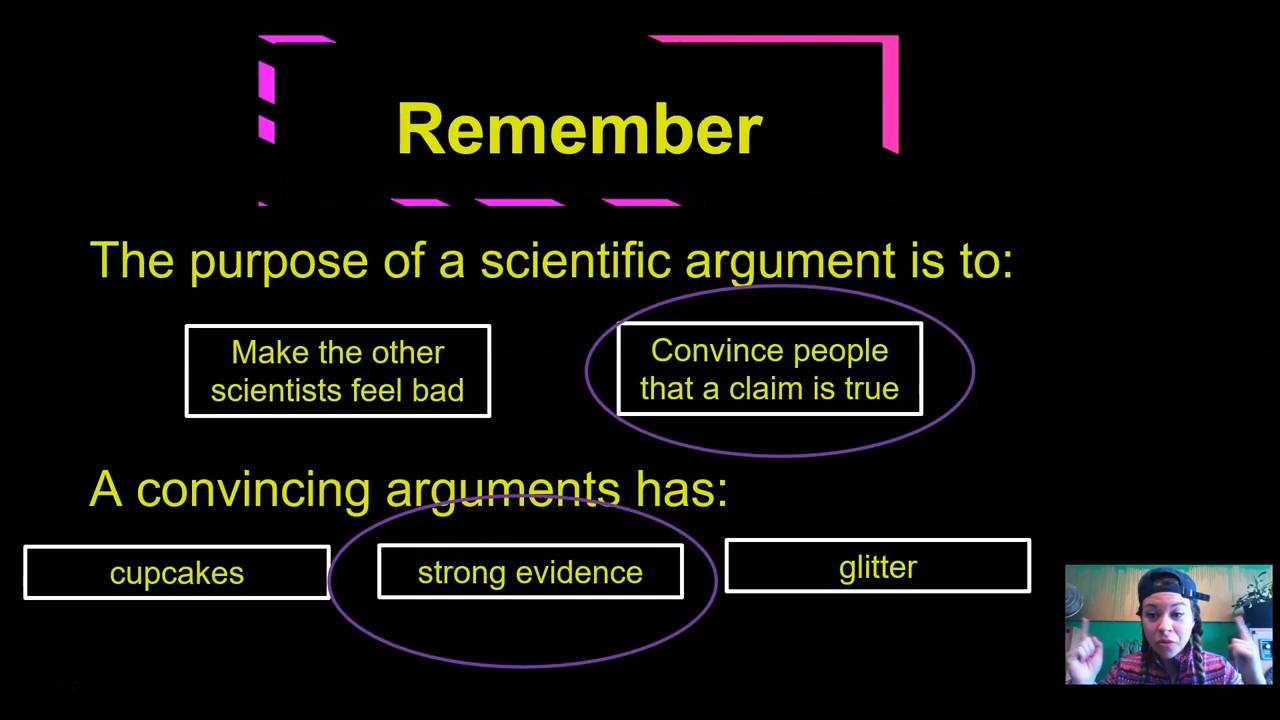 Remember
The purpose of a scientific argument is to:
Make the other
scientists feel bad
Convince people
that a claim is true
A convincing arguments has:
cupcakes
strong evidence
glitter